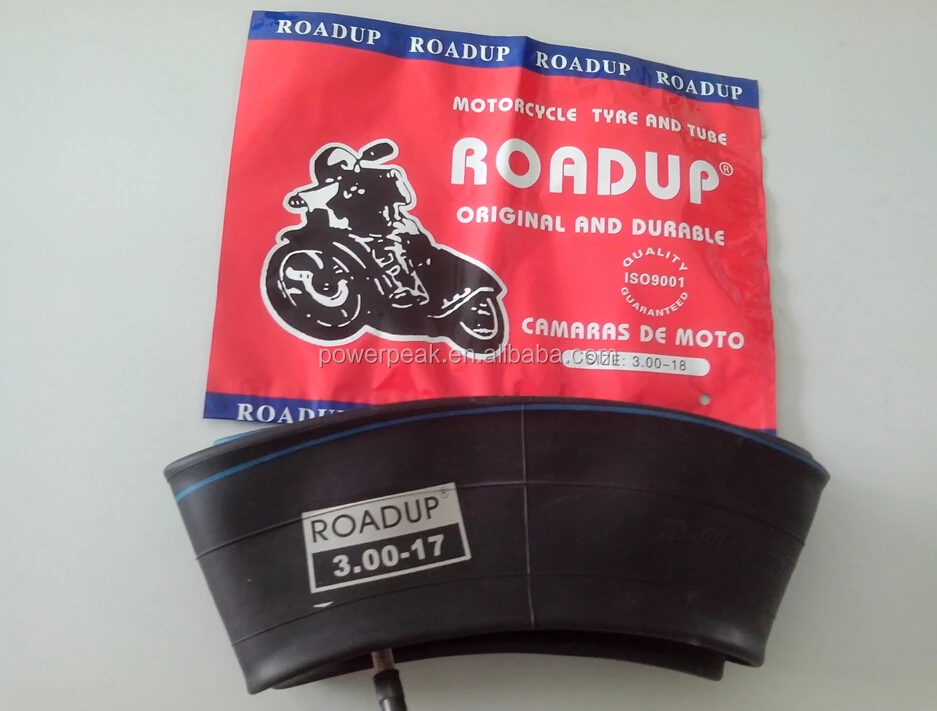 ROADUP ROADUP ROADUP ROADUP
MOTORCYCLE TYRE AND TUBE
ROADUP®
ORIGINAL AND DURABLE
QUALITY
ISO9001
GUARANTEED
CAMARAS DE MOTO
powerpeak.en.alibaba.com
SIZE: 3.00-18
ROADUP
ROADUP®
3.00-17